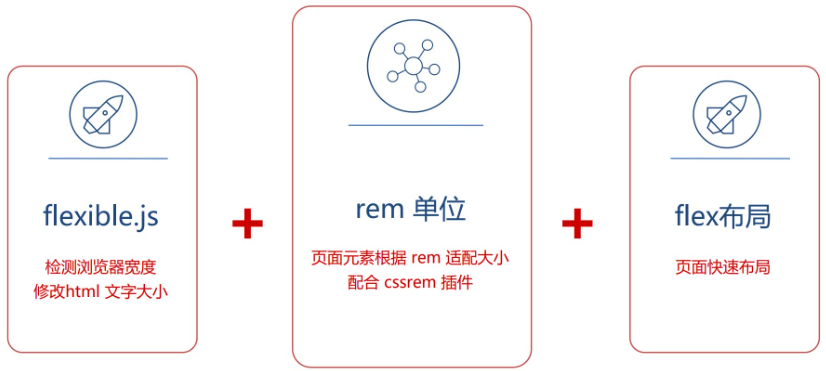 flexible.js
检测浏览器宽度
修改html 文字大小
+
rem 单位
页面元素根据 rem 适配大小
配合 cssrem 插件
+
flex布局
页面快速布局